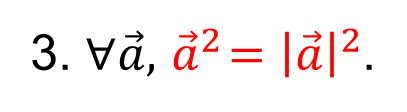 3. ∀a⃗, a⃗² = |a⃗|².